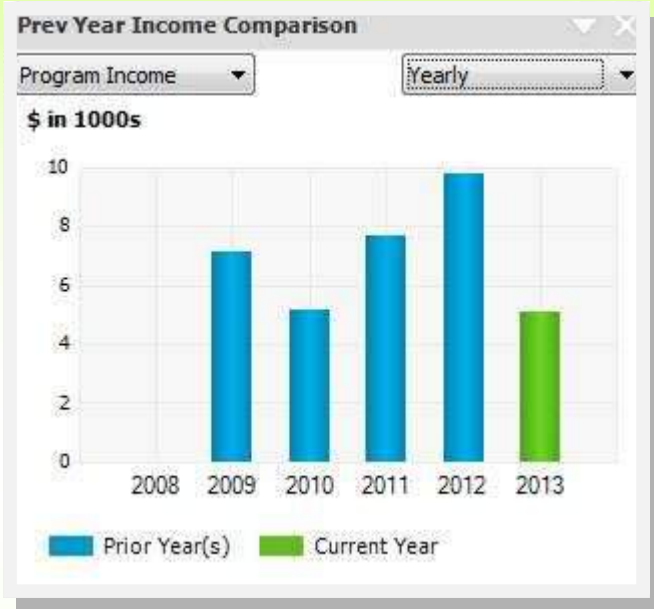 Prev Year Income Comparison
Program Income Yearly
$ in 1000s
10
8
6
4
2
0
2008 2009 2010 2011 2012 2013
Prior Year(s) Current Year